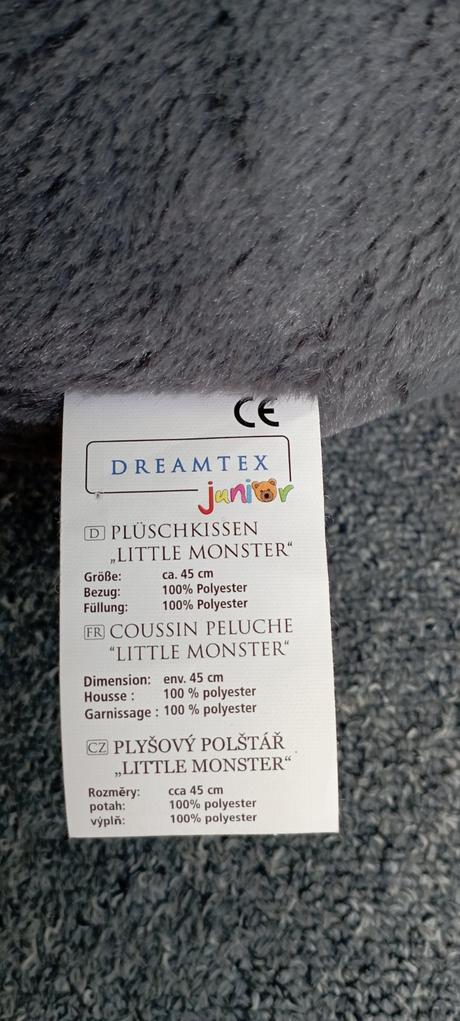 CE
DREAMTEX
junior
D PLÜSCHKISSEN
„LITTLE MONSTER“
Größe: ca. 45 cm
Bezug: 100% Polyester
Füllung: 100% Polyester
FR COUSSIN PELUCHE
“LITTLE MONSTER“
Dimension: env. 45 cm
Housse : 100 % polyester
Garnissage : 100 % polyester
CZ PLYŠOVÝ POLŠTÁŘ
„LITTLE MONSTER“
Rozměry: cca 45 cm
potah: 100% polyester
výplň: 100% polyester